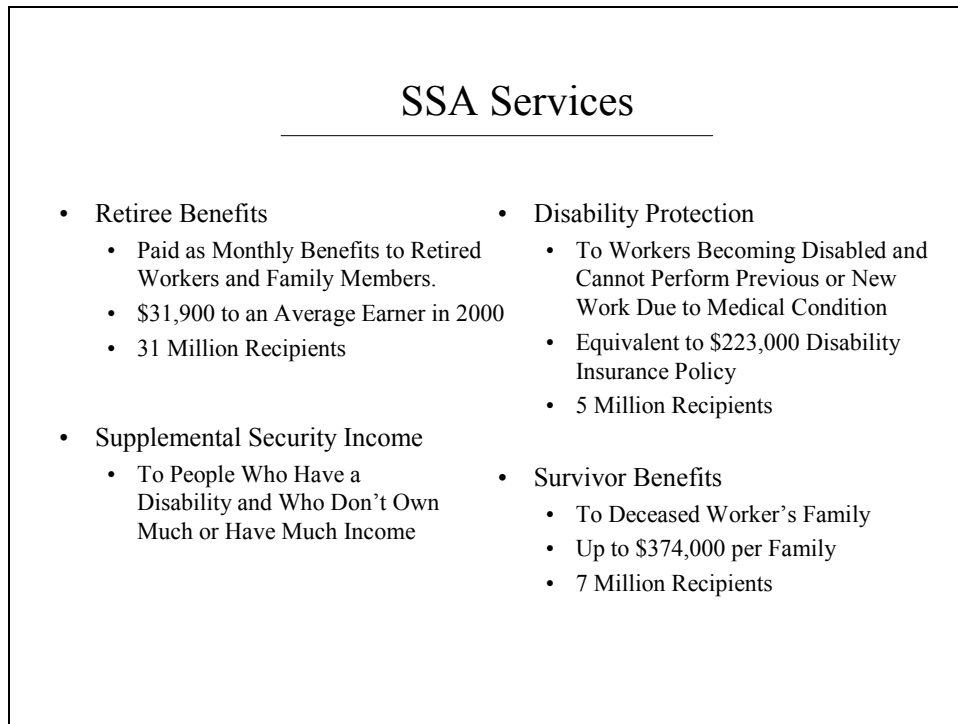 SSA Services
• Retiree Benefits
• Paid as Monthly Benefits to Retired
Workers and Family Members.
• $31,900 to an Average Earner in 2000
• 31 Million Recipients
• Supplemental Security Income
• To People Who Have a
Disability and Who Don’t Own
Much or Have Much Income
• Disability Protection
• To Workers Becoming Disabled and
Cannot Perform Previous or New
Work Due to Medical Condition
• Equivalent to $223,000 Disability
Insurance Policy
• 5 Million Recipients
• Survivor Benefits
• To Deceased Worker’s Family
• Up to $374,000 per Family
• 7 Million Recipients